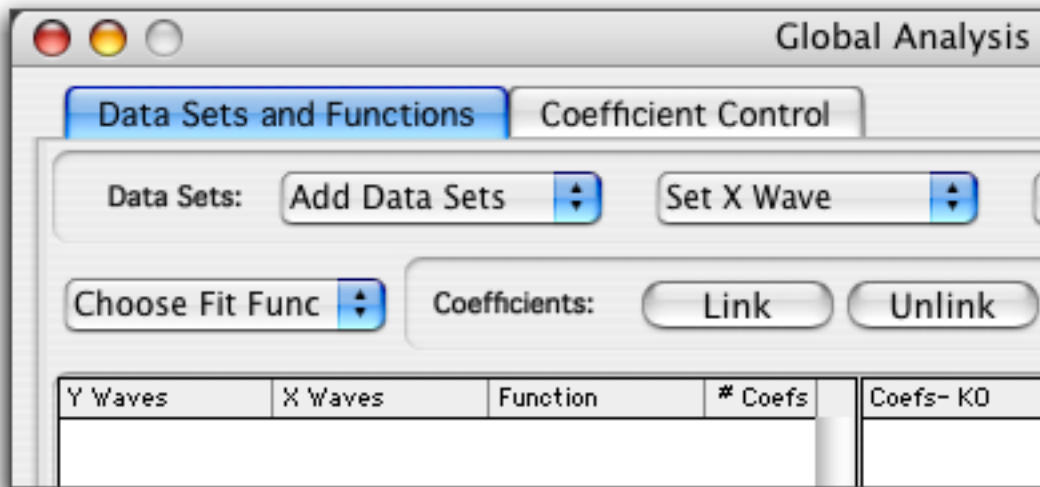 Global Analysis
Data Sets and Functions Coefficient Control
Data Sets: Add Data Sets Set X Wave
Choose Fit Func Coefficients: Link Unlink
Y Waves X Waves Function # Coefs Coefs- K0